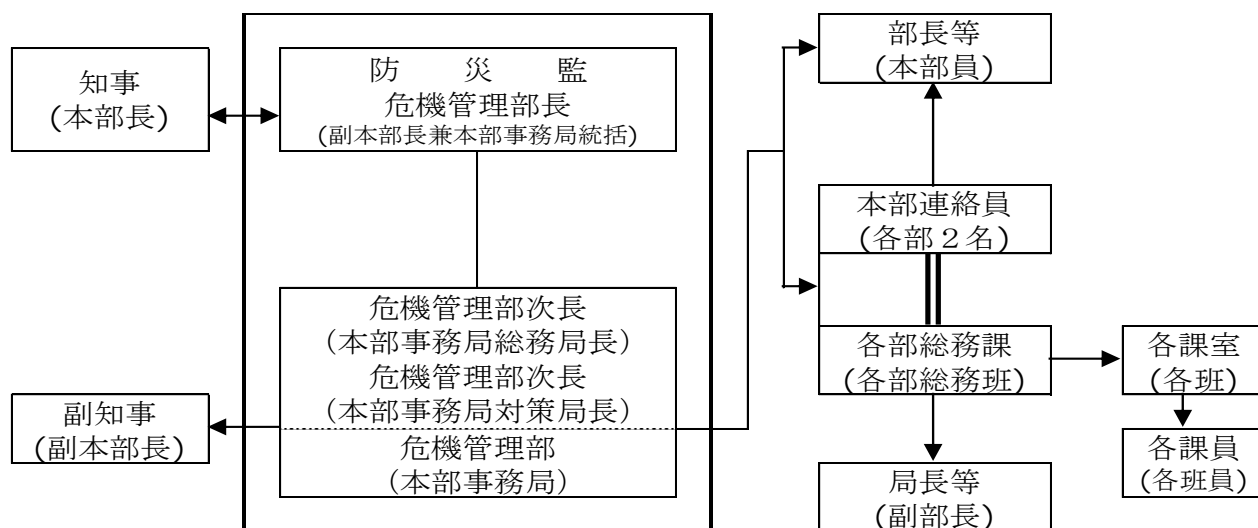 知事
(本部長)
防　災　監
危機管理部長
(副本部長兼本部事務局統括)
危機管理部次長
(本部事務局総務局長)
危機管理部次長
(本部事務局対策局長)
危機管理部
(本部事務局)
副知事
(副本部長)
部長等
(本部員)
本部連絡員
(各部２名)
各部総務課
(各部総務班)
局長等
(副部長)
各課室
(各班)
各課員
(各班員)